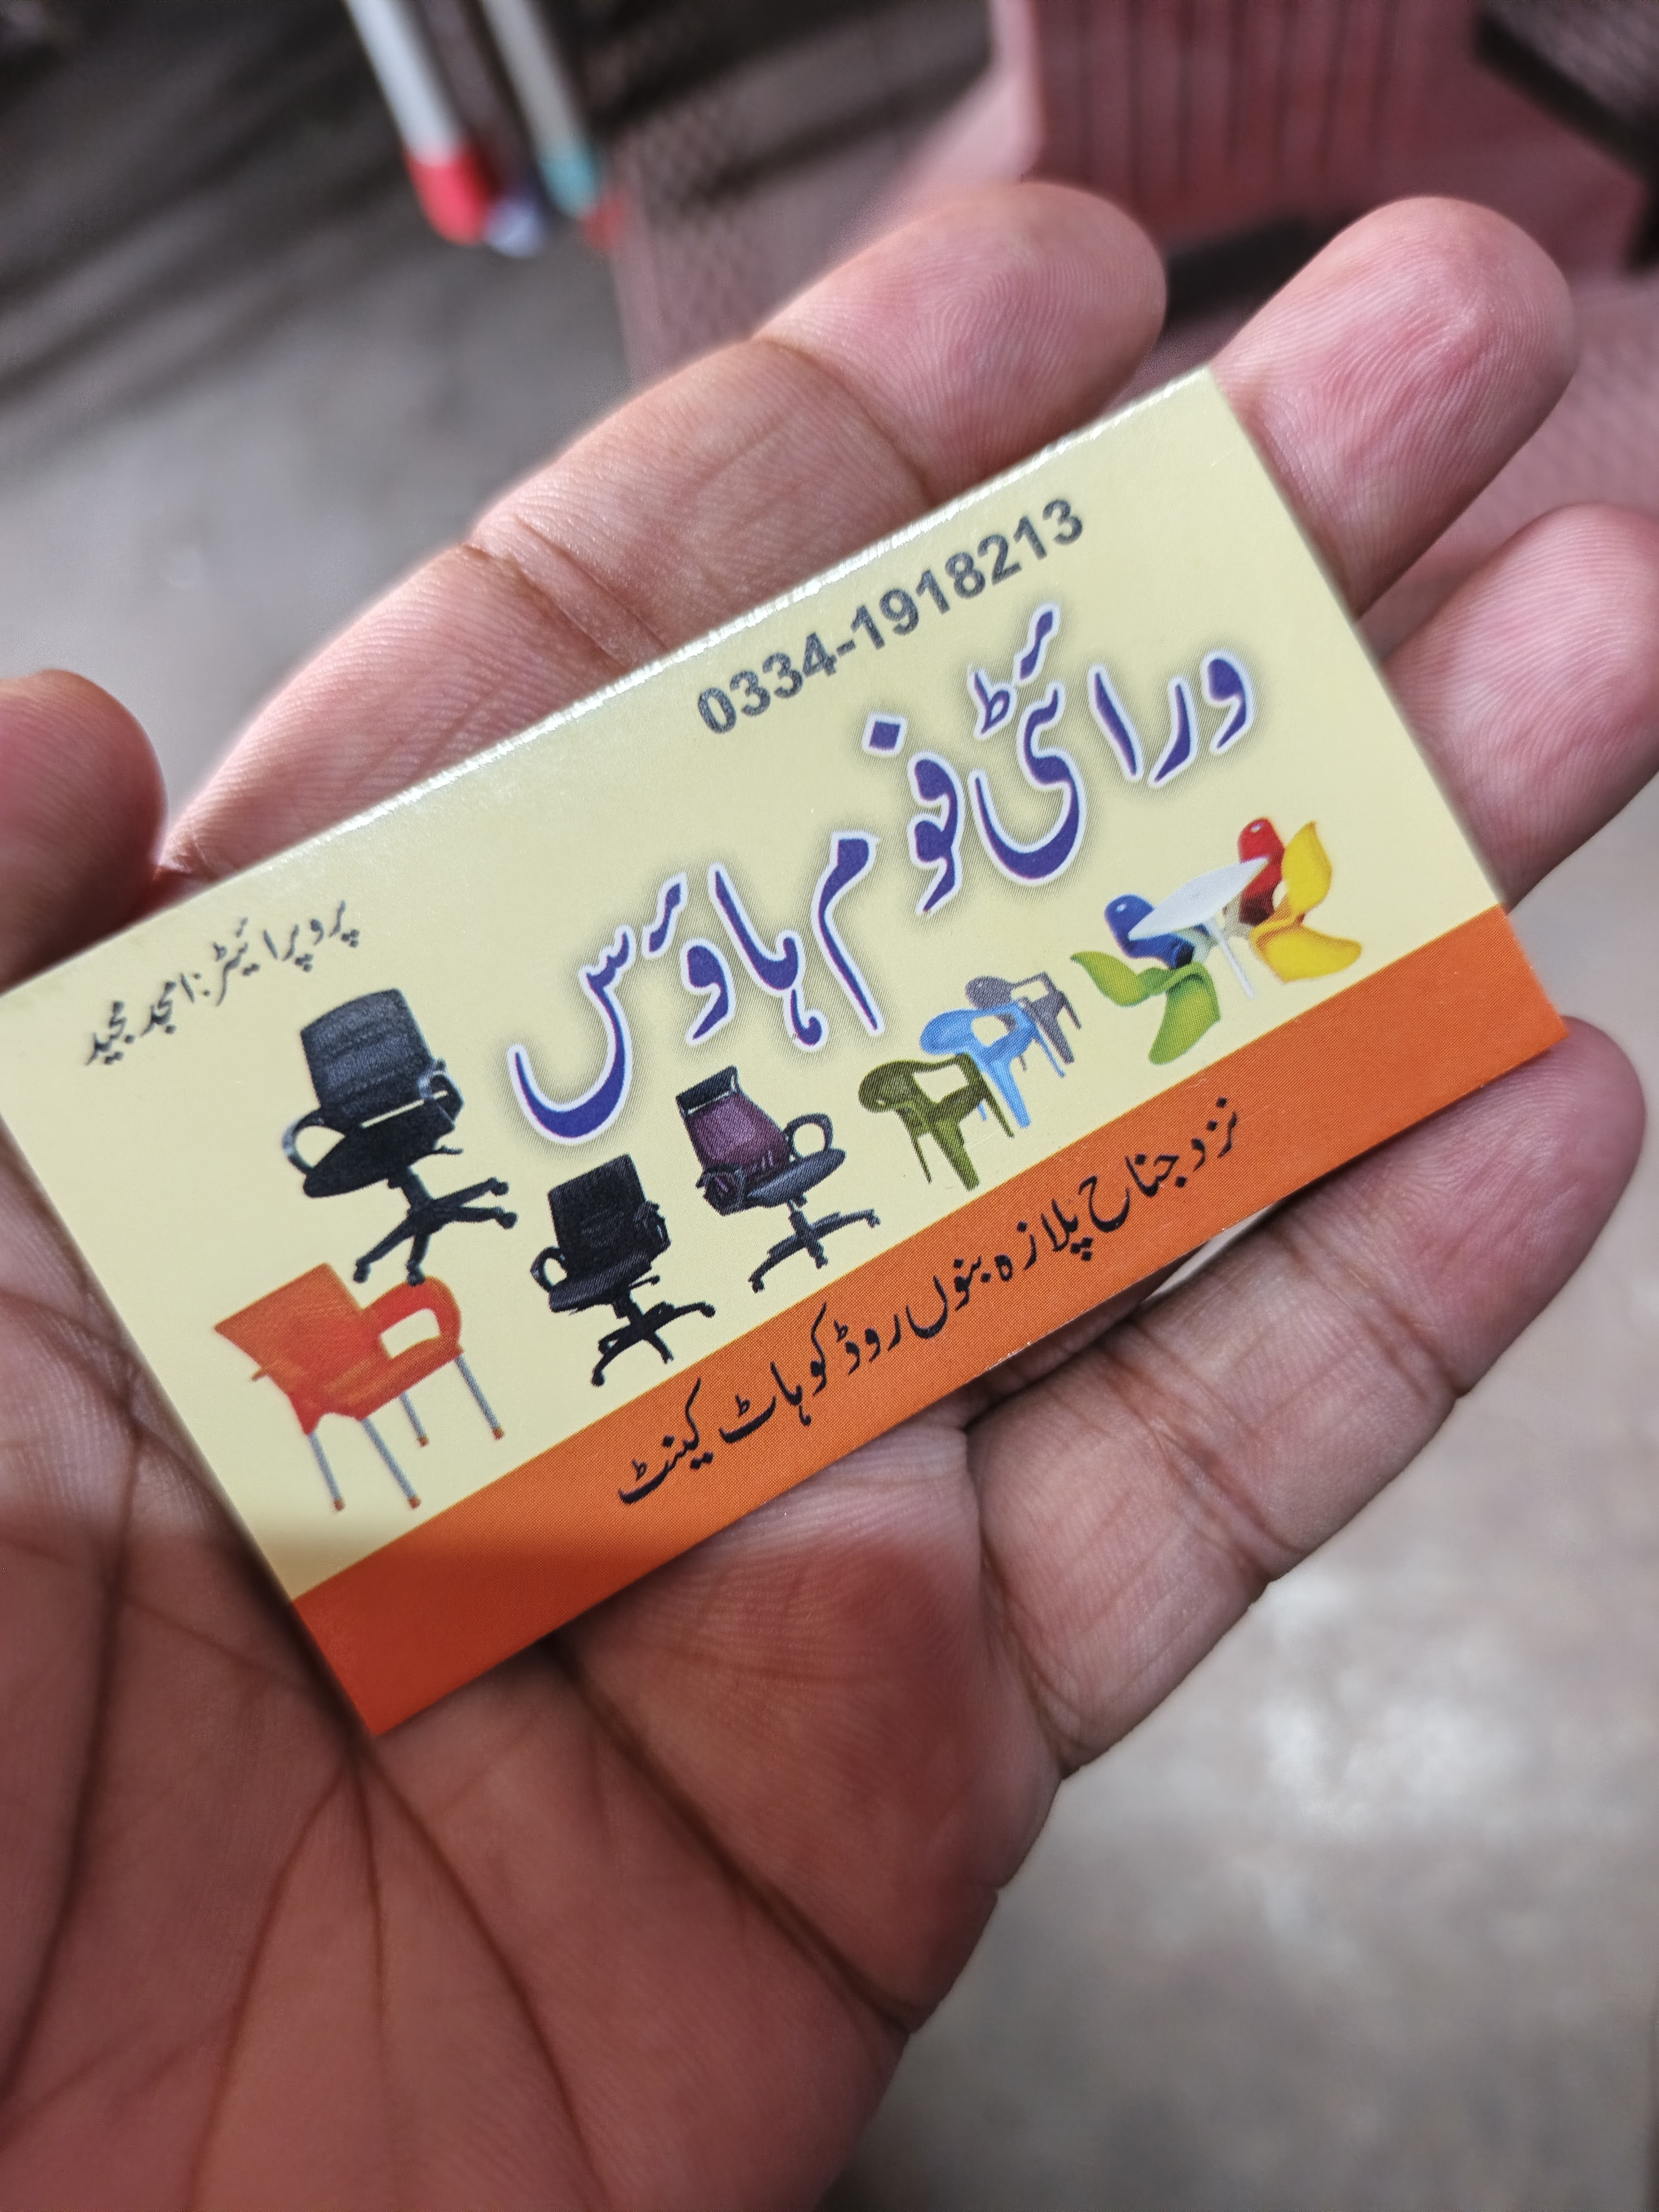 0334-1918213
ورائٹی فوم ہاؤس
پروپرائیٹر: امجد مجید
نزد جناح پلازہ بنوں روڈ کوہاٹ کینٹ